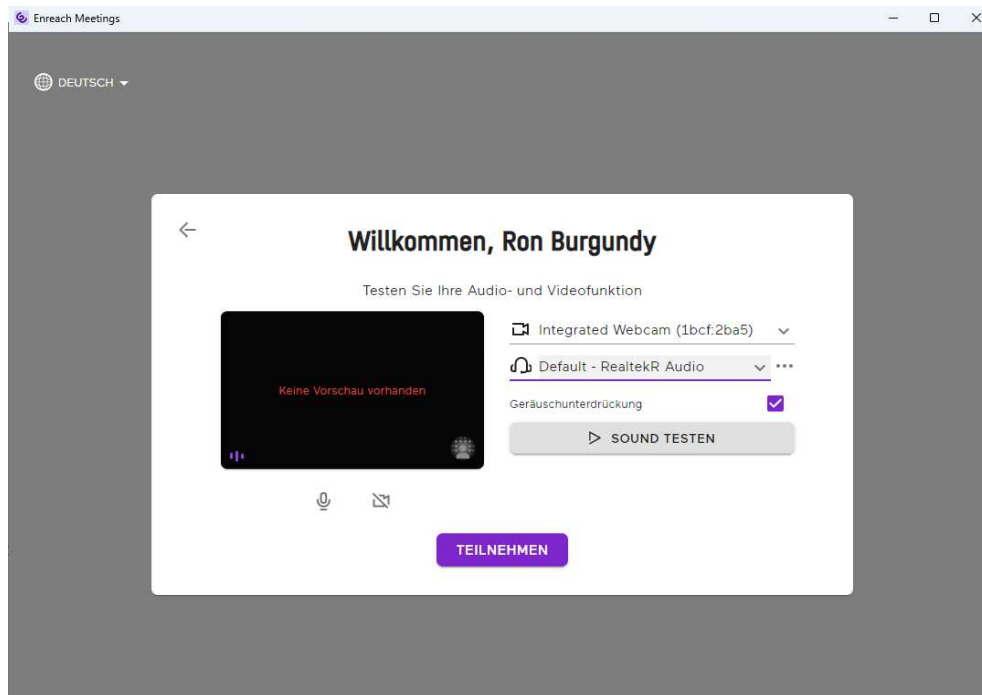 Enreach Meetings
DEUTSCH
Willkommen, Ron Burgundy
Testen Sie Ihre Audio- und Videofunktion
Integrated Webcam (1bcf:2ba5)
Keine Vorschau vorhanden
Default - RealtekR Audio
Geräuschunterdrückung
SOUND TESTEN
TEILNEHMEN